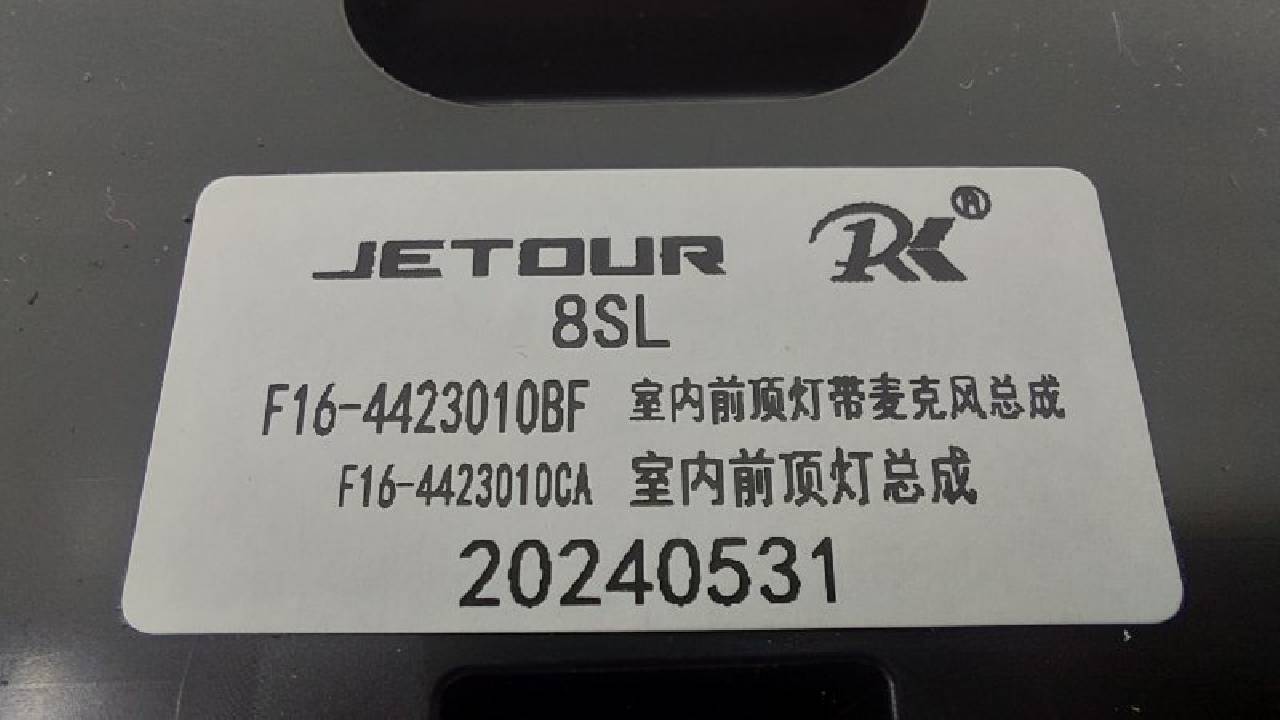 JETOUR RK®
8SL
F16-4423010BF 室内前顶灯带麦克风总成
F16-4423010CA 室内前顶灯总成
20240531